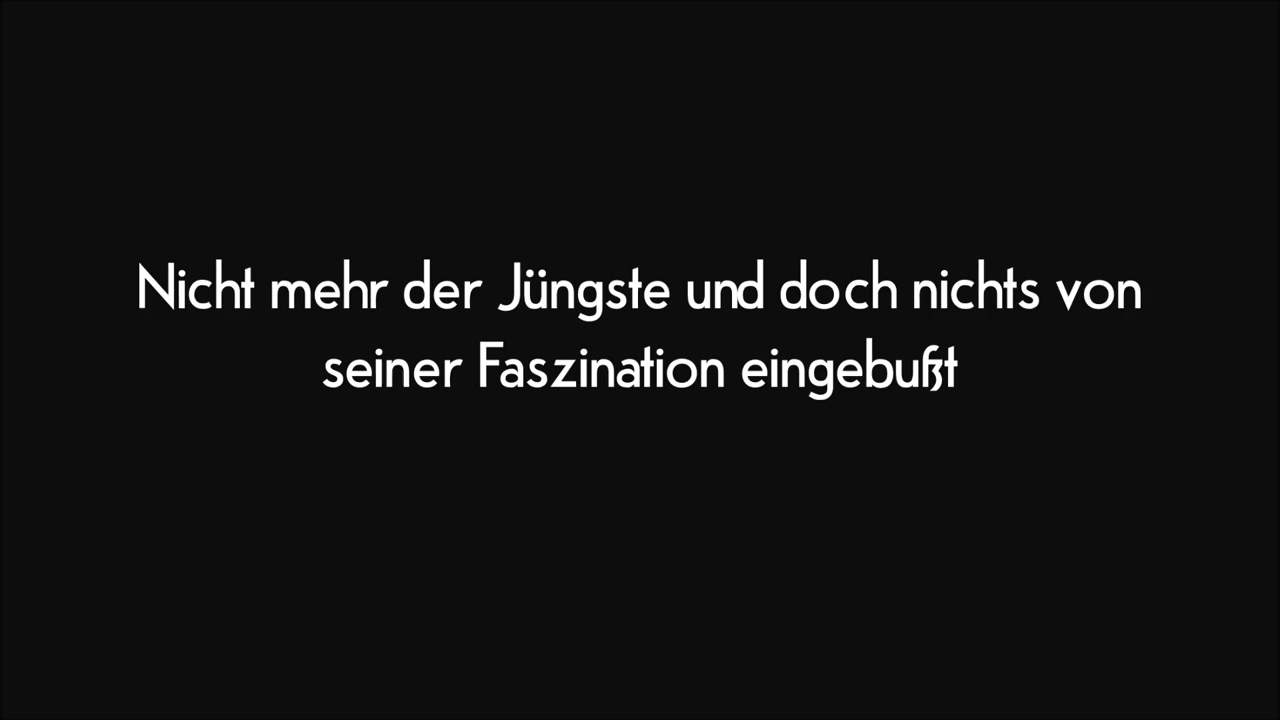 Nicht mehr der Jüngste und doch nichts von
seiner Faszination eingebußt